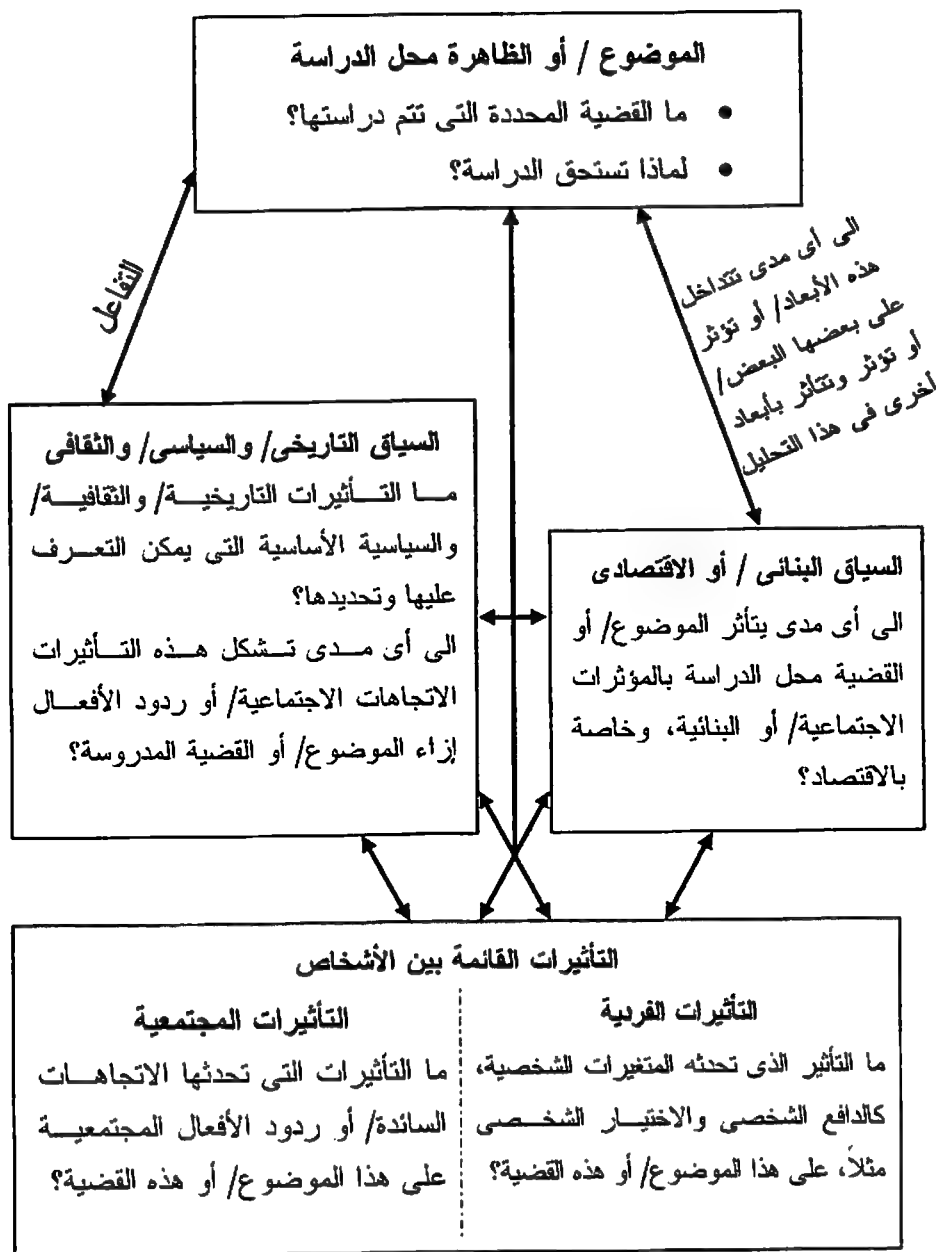 الموضوع / أو الظاهرة محل الدراسة
• ما القضية المحددة التى تتم دراستها؟
• لماذا تستحق الدراسة؟
الى أى مدى تتداخل
هذه الأبعاد/ أو تؤثر
على بعضها البعض/
أو تؤثر وتتأثر بأبعاد
أخرى فى هذا التحليل
التفاعل
السياق البنائى / أو الاقتصادى
الى أى مدى يتأثر الموضوع/ أو
القضية محل الدراسة بالمؤثرات
الاجتماعية/ أو البنائية، وخاصة
بالاقتصاد؟
السياق التاريخى/ والسياسى/ والثقافى
ما التأثيرات التاريخية/ والثقافية/
والسياسية الأساسية التى يمكن التعرف
عليها وتحديدها؟
الى أى مدى تشكل هذه التأثيرات
الاتجاهات الاجتماعية/ أو ردود الأفعال
إزاء الموضوع/ أو القضية المدروسة؟
التأثيرات القائمة بين الأشخاص
التأثيرات الفردية
ما التأثير الذى تحدثه المتغيرات الشخصية،
كالدافع الشخصى والاختيار الشخصى
مثلاً، على هذا الموضوع/ أو هذه القضية؟
التأثيرات المجتمعية
ما التأثيرات التى تحدثها الاتجاهات
السائدة/ أو ردود الأفعال المجتمعية
على هذا الموضوع/ أو هذه القضية؟